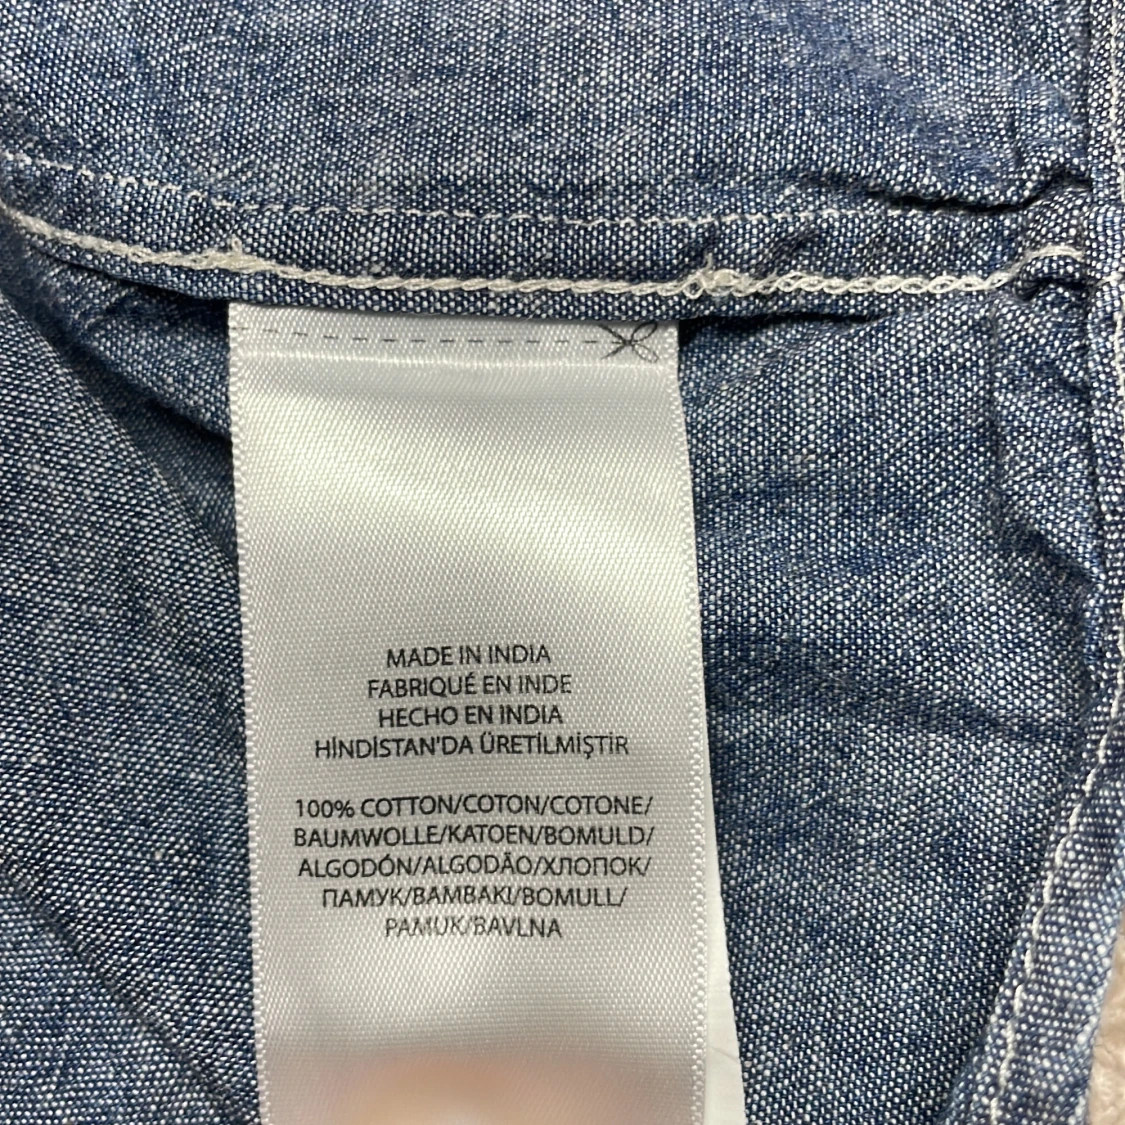 MADE IN INDIA
FABRIQUÉ EN INDE
HECHO EN INDIA
HİNDİSTAN'DA ÜRETİLMİŞTİR
100% COTTON/COTON/COTONE/
BAUMWOLLE/KATOEN/BOMULD/
ALGODÓN/ALGODÃO/ХЛОПОК/
ПАМУК/BAMBAKI/BOMULL/
PAMUK/BAVLNA